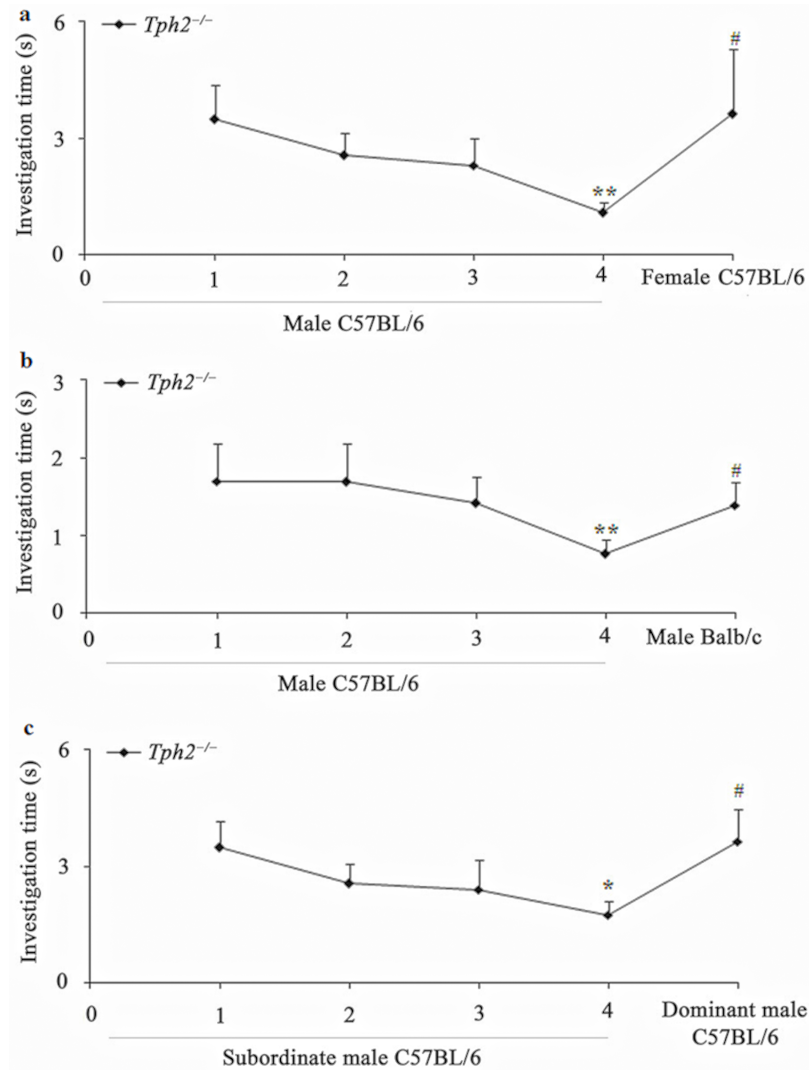 a
6
Tph2⁻/⁻
Investigation time (s)
#
3
**
0
0 1 2 3 4 Female C57BL/6
Male C57BL/6
b
3
Tph2⁻/⁻
Investigation time (s)
2
#
1
**
0
0 1 2 3 4 Male Balb/c
Male C57BL/6
c
6
Tph2⁻/⁻
Investigation time (s)
#
3
*
0
0 1 2 3 4 Dominant male
C57BL/6
Subordinate male C57BL/6